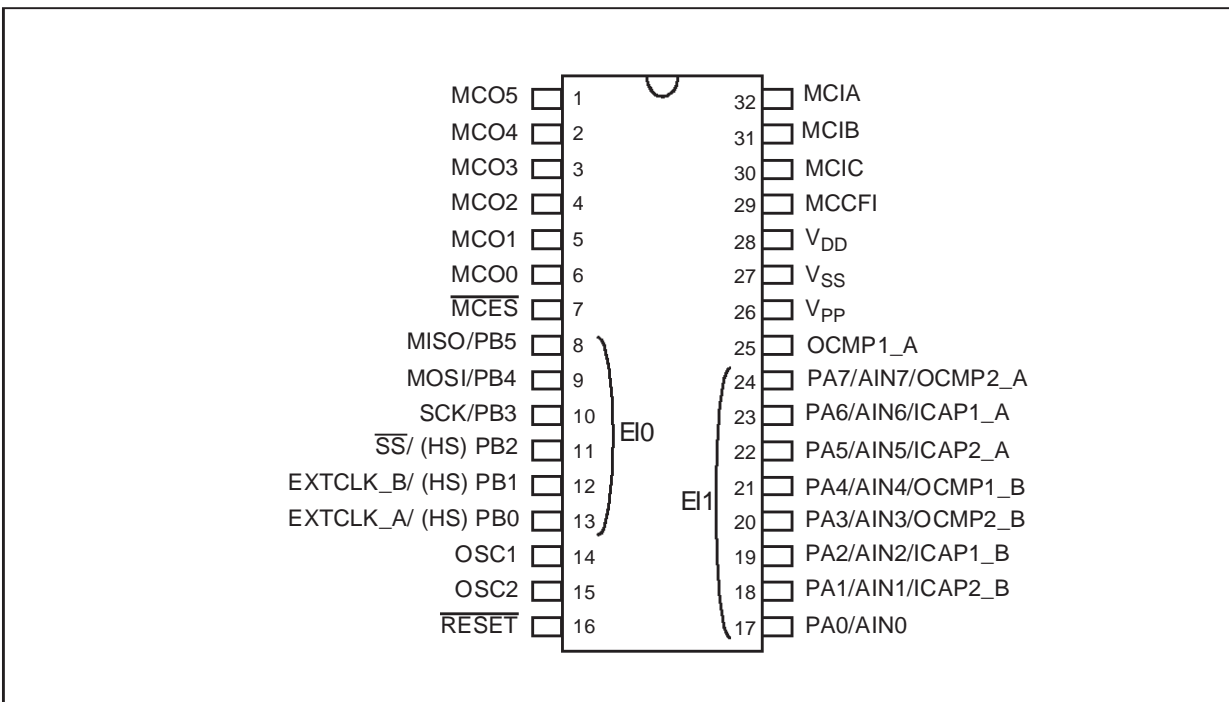 MCO5 1
MCO4 2
MCO3 3
MCO2 4
MCO1 5
MCO0 6
MCES 7
MISO/PB5 8
MOSI/PB4 9
SCK/PB3 10
SS/ (HS) PB2 11
EXTCLK_B/ (HS) PB1 12
EXTCLK_A/ (HS) PB0 13
OSC1 14
OSC2 15
RESET 16
EI0
EI1
32 MCIA
31 MCIB
30 MCIC
29 MCCFI
28 VDD
27 VSS
26 VPP
25 OCMP1_A
24 PA7/AIN7/OCMP2_A
23 PA6/AIN6/ICAP1_A
22 PA5/AIN5/ICAP2_A
21 PA4/AIN4/OCMP1_B
20 PA3/AIN3/OCMP2_B
19 PA2/AIN2/ICAP1_B
18 PA1/AIN1/ICAP2_B
17 PA0/AIN0